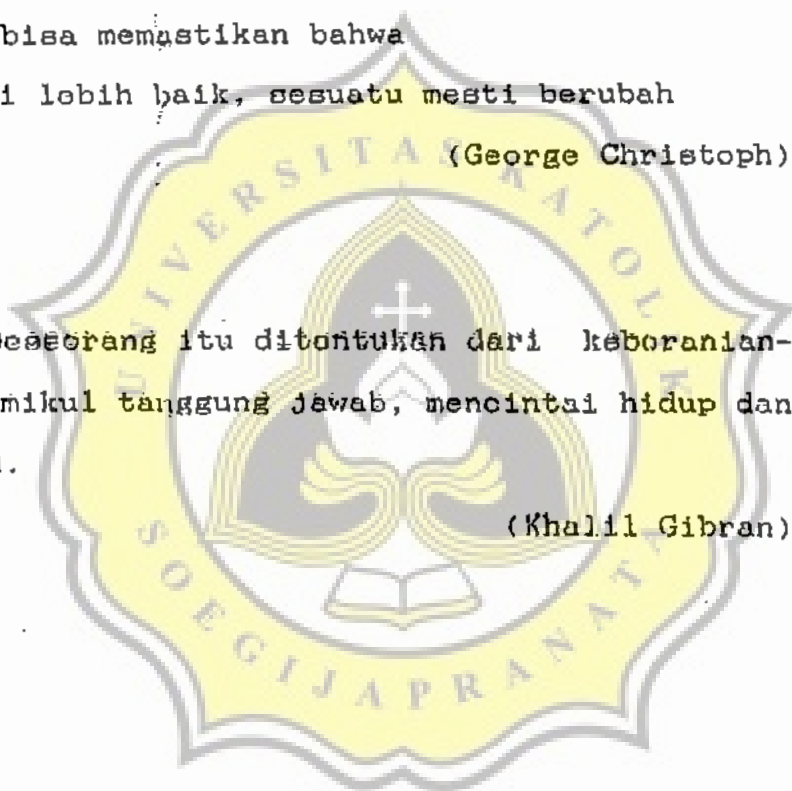 bisa memastikan bahwa
i lebih baik, sesuatu mesti berubah
(George Christoph)
seseorang itu ditentukan dari keberanian-
mikul tanggung jawab, mencintai hidup dan
(Khalil Gibran)
UNIVERSITAS KATOLIK
SOEGIJAPRANATA